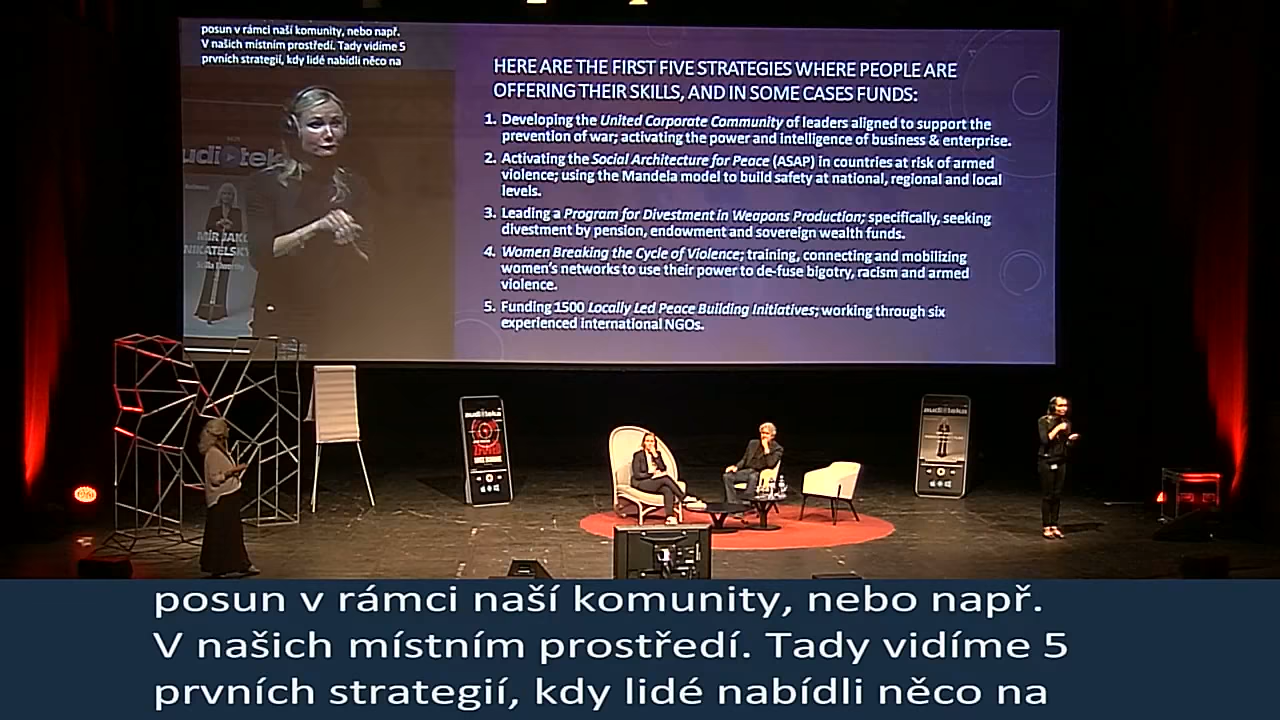 posun v rámci naší komunity, nebo např.
V našich místním prostředí. Tady vidíme 5
prvních strategií, kdy lidé nabídli něco na
HERE ARE THE FIRST FIVE STRATEGIES WHERE PEOPLE ARE
OFFERING THEIR SKILLS, AND IN SOME CASES FUNDS:
1. Developing the United Corporate Community of leaders aligned to support the
prevention of war; activating the power and intelligence of business & enterprise.
2. Activating the Social Architecture for Peace (ASAP) in countries at risk of armed
violence; using the Mandela model to build safety at national, regional and local
levels.
3. Leading a Program for Divestment in Weapons Production; specifically, seeking
divestment by pension, endowment and sovereign wealth funds.
4. Women Breaking the Cycle of Violence; training, connecting and mobilizing
women's networks to use their power to de-fuse bigotry, racism and armed
violence.
5. Funding 1500 Locally Led Peace Building Initiatives; working through six
experienced international NGOs.
udiotek
MÍR JAKO
audioteka
audioteka
posun v rámci naší komunity, nebo např.
V našich místním prostředí. Tady vidíme 5
prvních strategií, kdy lidé nabídli něco na